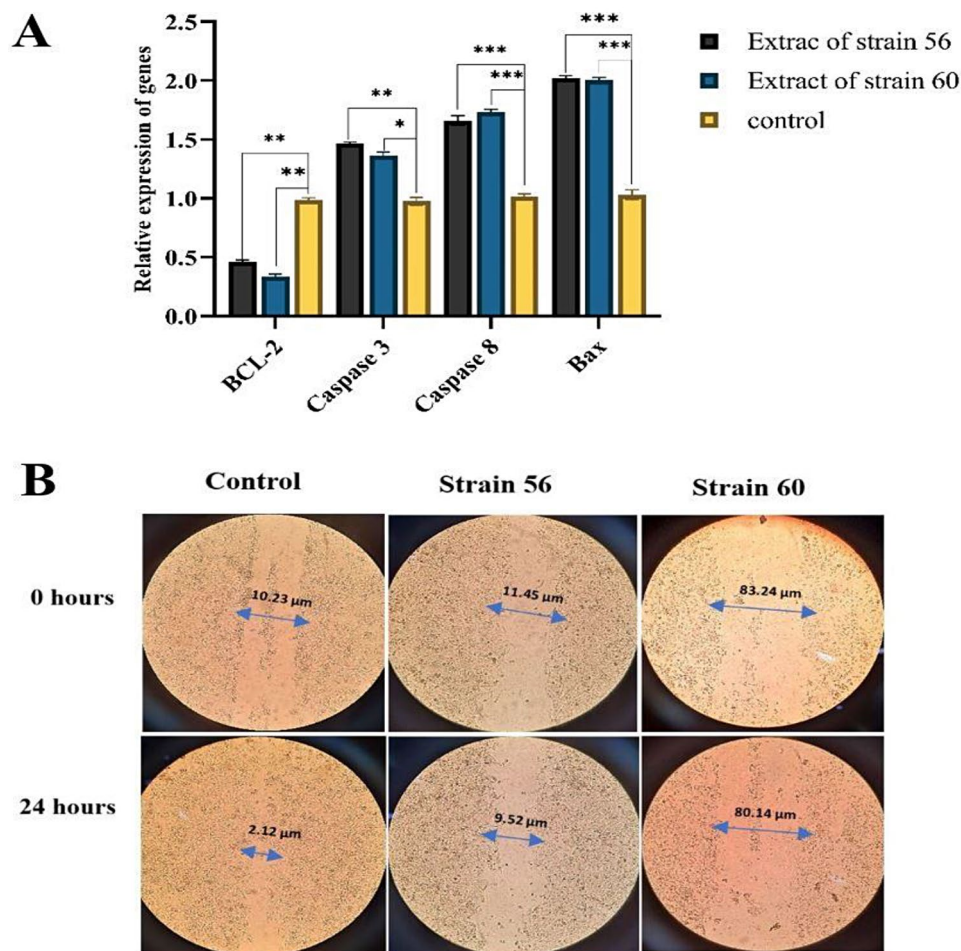 A
Relative expression of genes
2.5
2.0
1.5
1.0
0.5
0.0
** ** ** * *** *** *** ***
BCL-2 Caspase 3 Caspase 8 Bax
Extrac of strain 56
Extract of strain 60
control
B
Control Strain 56 Strain 60
0 hours
10.23 µm 11.45 µm 83.24 µm
24 hours
2.12 µm 9.52 µm 80.14 µm